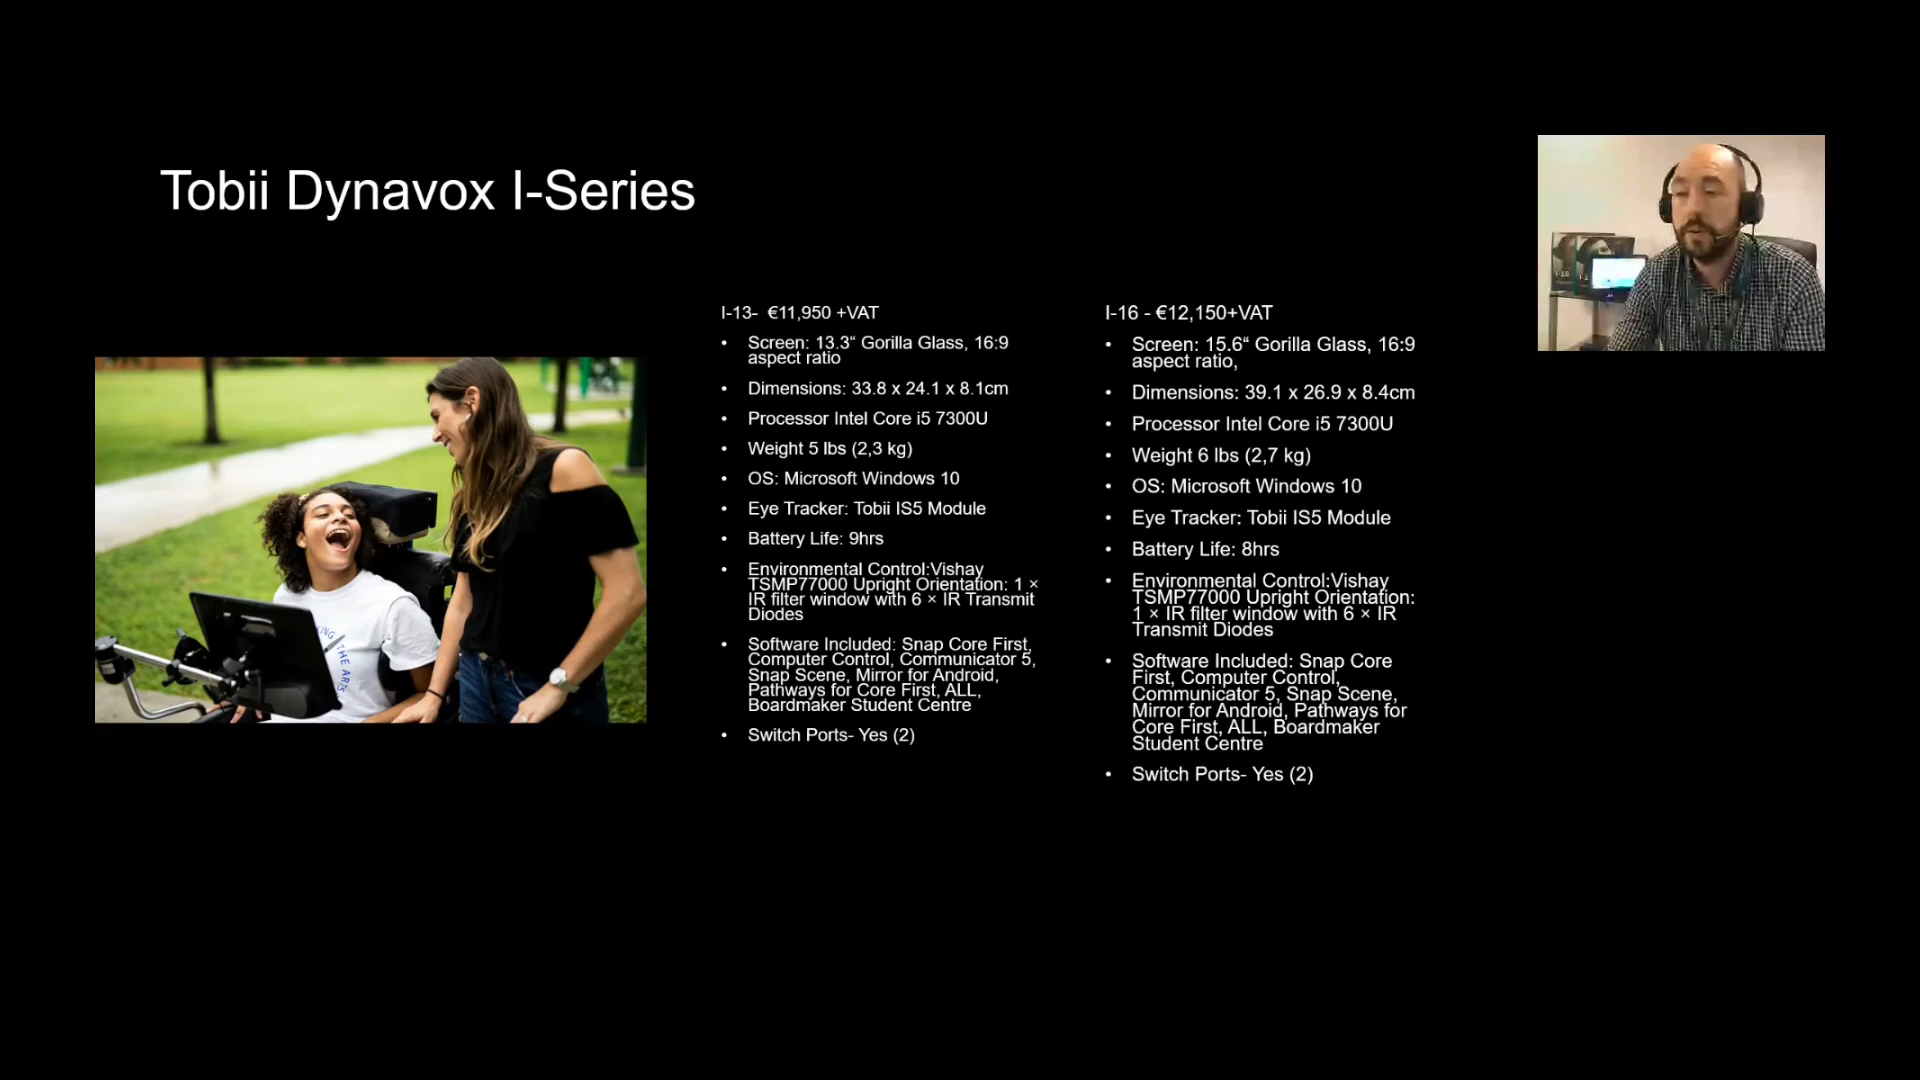 Tobii Dynavox I-Series
I-13-  €11,950 +VAT
• Screen: 13.3“ Gorilla Glass, 16:9
aspect ratio
• Dimensions: 33.8 x 24.1 x 8.1cm
• Processor Intel Core i5 7300U
• Weight 5 lbs (2,3 kg)
• OS: Microsoft Windows 10
• Eye Tracker: Tobii IS5 Module
• Battery Life: 9hrs
• Environmental Control:Vishay
TSMP77000 Upright Orientation: 1 ×
IR filter window with 6 × IR Transmit
Diodes
• Software Included: Snap Core First,
Computer Control, Communicator 5,
Snap Scene, Mirror for Android,
Pathways for Core First, ALL,
Boardmaker Student Centre
• Switch Ports- Yes (2)
I-16 - €12,150+VAT
• Screen: 15.6“ Gorilla Glass, 16:9
aspect ratio,
• Dimensions: 39.1 x 26.9 x 8.4cm
• Processor Intel Core i5 7300U
• Weight 6 lbs (2,7 kg)
• OS: Microsoft Windows 10
• Eye Tracker: Tobii IS5 Module
• Battery Life: 8hrs
• Environmental Control:Vishay
TSMP77000 Upright Orientation:
1 × IR filter window with 6 × IR
Transmit Diodes
• Software Included: Snap Core
First, Computer Control,
Communicator 5, Snap Scene,
Mirror for Android, Pathways for
Core First, ALL, Boardmaker
Student Centre
• Switch Ports- Yes (2)
THE ARTS